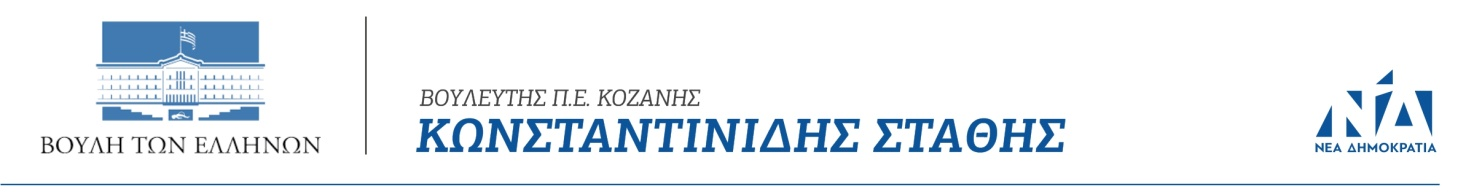 ΒΟΥΛΗ ΤΩΝ ΕΛΛΗΝΩΝ
ΒΟΥΛΕΥΤΗΣ Π.Ε. ΚΟΖΑΝΗΣ
ΚΩΝΣΤΑΝΤΙΝΙΔΗΣ ΣΤΑΘΗΣ
ΝΔ
ΝΕΑ ΔΗΜΟΚΡΑΤΙΑ